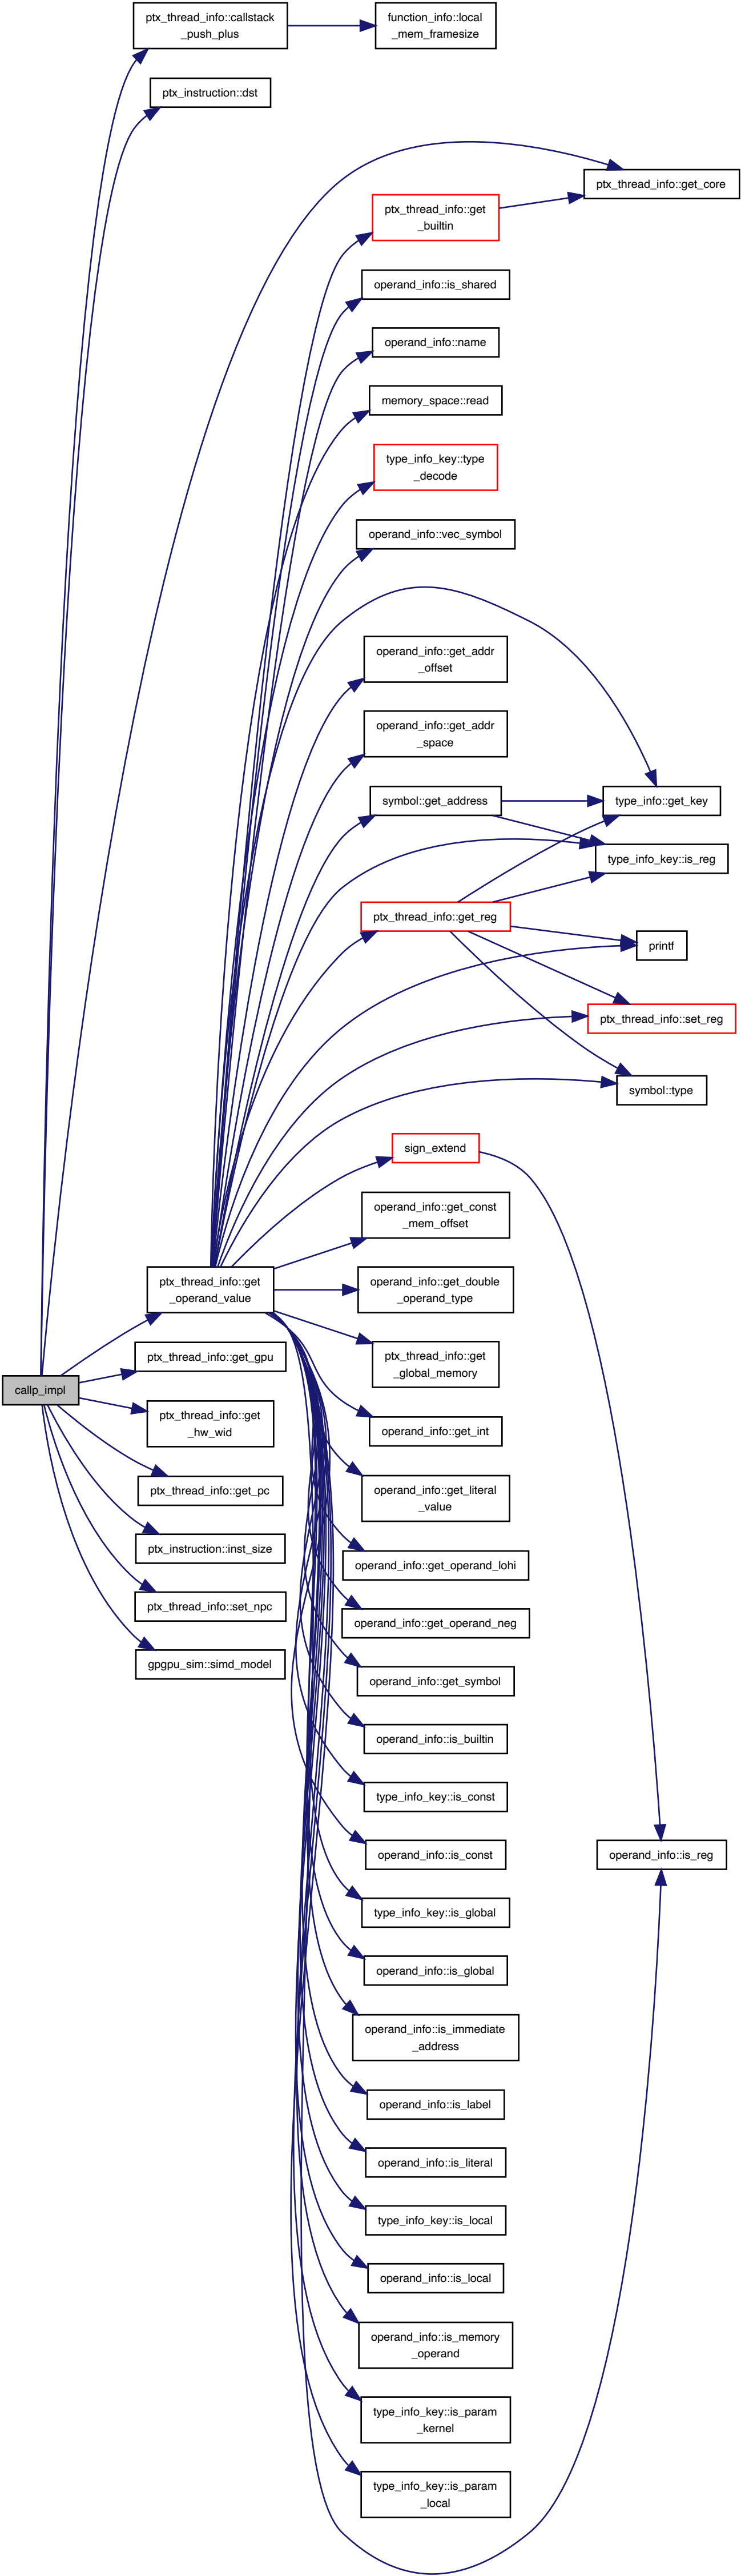 ptx_thread_info::callstack
_push_plus
function_info::local
_mem_framesize
ptx_instruction::dst
ptx_thread_info::get_core
ptx_thread_info::get
_builtin
operand_info::is_shared
operand_info::name
memory_space::read
type_info_key::type
_decode
operand_info::vec_symbol
operand_info::get_addr
_offset
operand_info::get_addr
_space
symbol::get_address
type_info::get_key
type_info_key::is_reg
ptx_thread_info::get_reg
printf
ptx_thread_info::set_reg
symbol::type
sign_extend
operand_info::get_const
_mem_offset
ptx_thread_info::get
_operand_value
operand_info::get_double
_operand_type
ptx_thread_info::get_gpu
ptx_thread_info::get
_global_memory
callp_impl
ptx_thread_info::get
_hw_wid
operand_info::get_int
ptx_thread_info::get_pc
operand_info::get_literal
_value
ptx_instruction::inst_size
operand_info::get_operand_lohi
ptx_thread_info::set_npc
operand_info::get_operand_neg
gpgpu_sim::simd_model
operand_info::get_symbol
operand_info::is_builtin
type_info_key::is_const
operand_info::is_const
operand_info::is_reg
type_info_key::is_global
operand_info::is_global
operand_info::is_immediate
_address
operand_info::is_label
operand_info::is_literal
type_info_key::is_local
operand_info::is_local
operand_info::is_memory
_operand
type_info_key::is_param
_kernel
type_info_key::is_param
_local